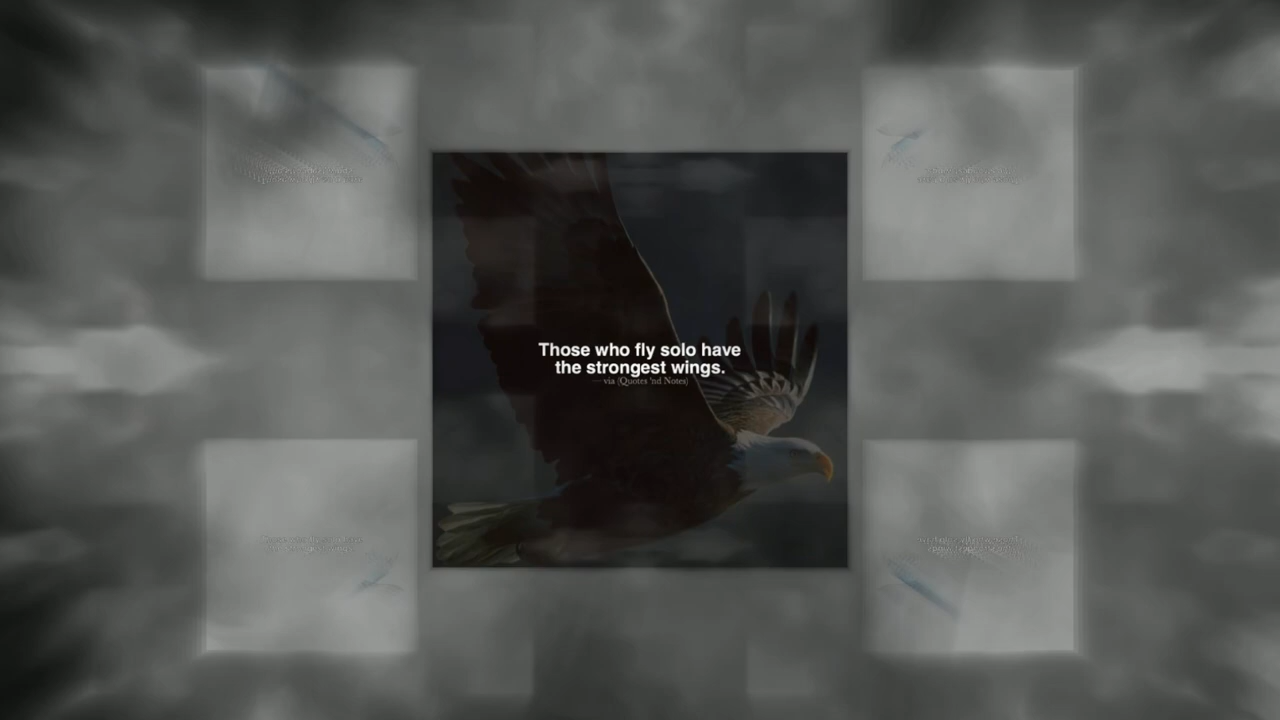 Those who fly solo have
the strongest wings.
— via (Quotes 'nd Notes)